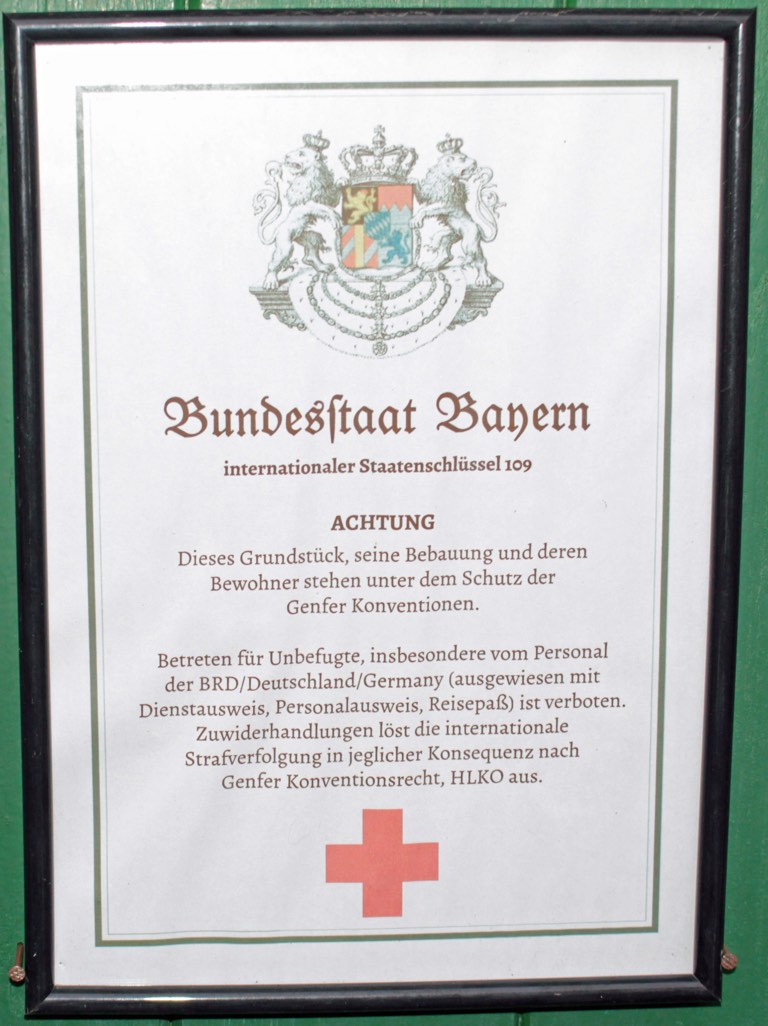 Bundesſtaat Bayern
internationaler Staatenschlüssel 109
ACHTUNG
Dieses Grundstück, seine Bebauung und deren
Bewohner stehen unter dem Schutz der
Genfer Konventionen.
Betreten für Unbefugte, insbesondere vom Personal
der BRD/Deutschland/Germany (ausgewiesen mit
Dienstausweis, Personalausweis, Reisepaß) ist verboten.
Zuwiderhandlungen löst die internationale
Strafverfolgung in jeglicher Konsequenz nach
Genfer Konventionsrecht, HLKO aus.